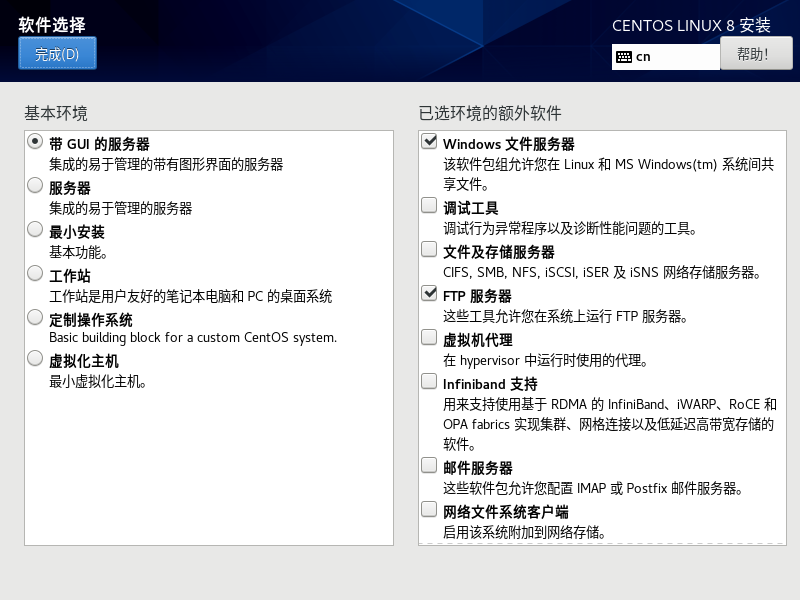 软件选择
CENTOS LINUX 8 安装
完成(D)
cn
帮助!
基本环境
带 GUI 的服务器
集成的易于管理的带有图形界面的服务器
服务器
集成的易于管理的服务器
最小安装
基本功能。
工作站
工作站是用户友好的笔记本电脑和 PC 的桌面系统
定制操作系统
Basic building block for a custom CentOS system.
虚拟化主机
最小虚拟化主机。
已选环境的额外软件
Windows 文件服务器
该软件包组允许您在 Linux 和 MS Windows(tm) 系统间共
享文件。
调试工具
调试行为异常程序以及诊断性能问题的工具。
文件及存储服务器
CIFS, SMB, NFS, iSCSI, iSER 及 iSNS 网络存储服务器。
FTP 服务器
这些工具允许您在系统上运行 FTP 服务器。
虚拟机代理
在 hypervisor 中运行时使用的代理。
Infiniband 支持
用来支持使用基于 RDMA 的 InfiniBand、iWARP、RoCE 和
OPA fabrics 实现集群、网格连接以及低延迟高带宽存储的
软件。
邮件服务器
这些软件包允许您配置 IMAP 或 Postfix 邮件服务器。
网络文件系统客户端
启用该系统附加到网络存储。